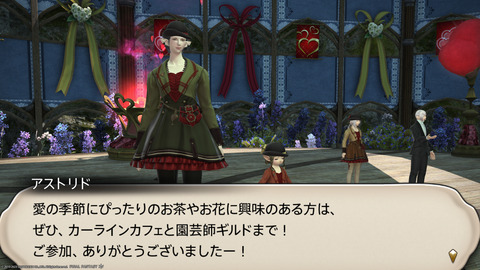 アストリド
愛の季節にぴったりのお茶やお花に興味のある方は、
ぜひ、カーラインカフェと園芸師ギルドまで！
ご参加、ありがとうございましたー！
FINAL FANTASY XIV